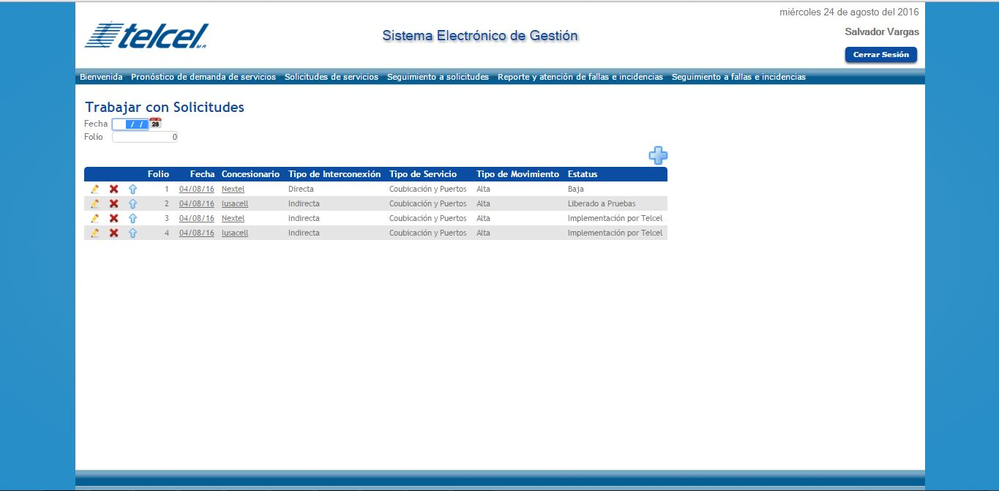 miércoles 24 de agosto del 2016
telcel MR
Sistema Electrónico de Gestión
Salvador Vargas
Cerrar Sesión
Bienvenida Pronóstico de demanda de servicios Solicitudes de servicios Seguimiento a solicitudes Reporte y atención de fallas e incidencias Seguimiento a fallas e incidencias
Trabajar con Solicitudes
Fecha / / 28
Folio 0
Folio Fecha Concesionario Tipo de Interconexión Tipo de Servicio Tipo de Movimiento Estatus
1 04/08/16 Nextel Directa Coubicación y Puertos Alta Baja
2 04/08/16 Iusacell Indirecta Coubicación y Puertos Alta Liberado a Pruebas
3 04/08/16 Nextel Indirecta Coubicación y Puertos Alta Implementación por Telcel
4 04/08/16 Iusacell Indirecta Coubicación y Puertos Alta Implementación por Telcel